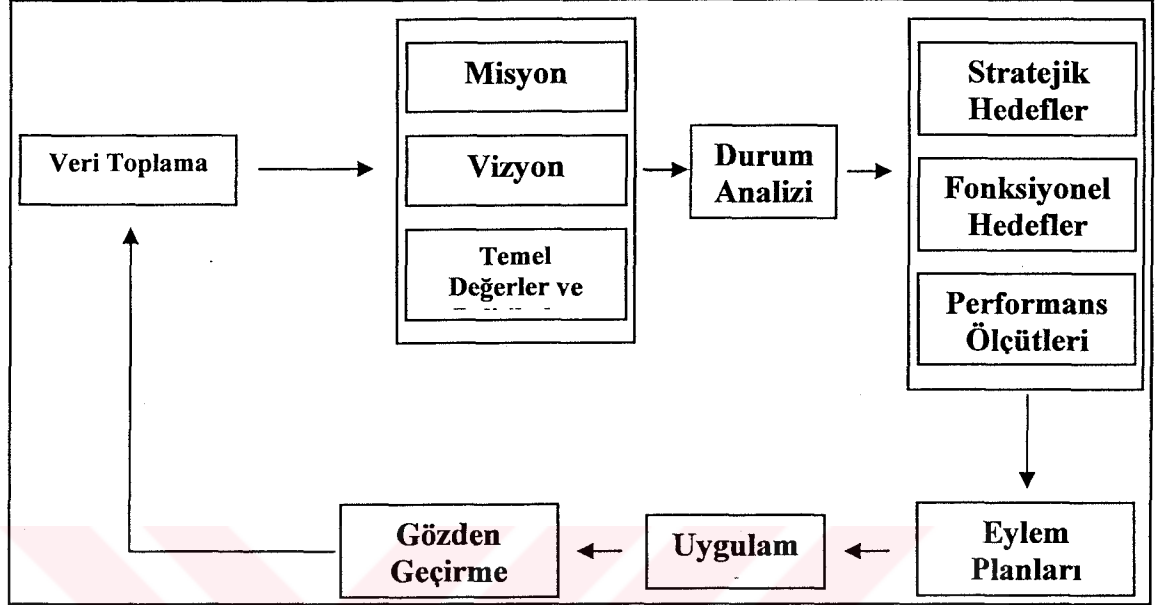 Veri Toplama
Misyon
Vizyon
Temel
Değerler ve
Durum
Analizi
Stratejik
Hedefler
Fonksiyonel
Hedefler
Performans
Ölçütleri
Eylem
Planları
Uygulam
Gözden
Geçirme